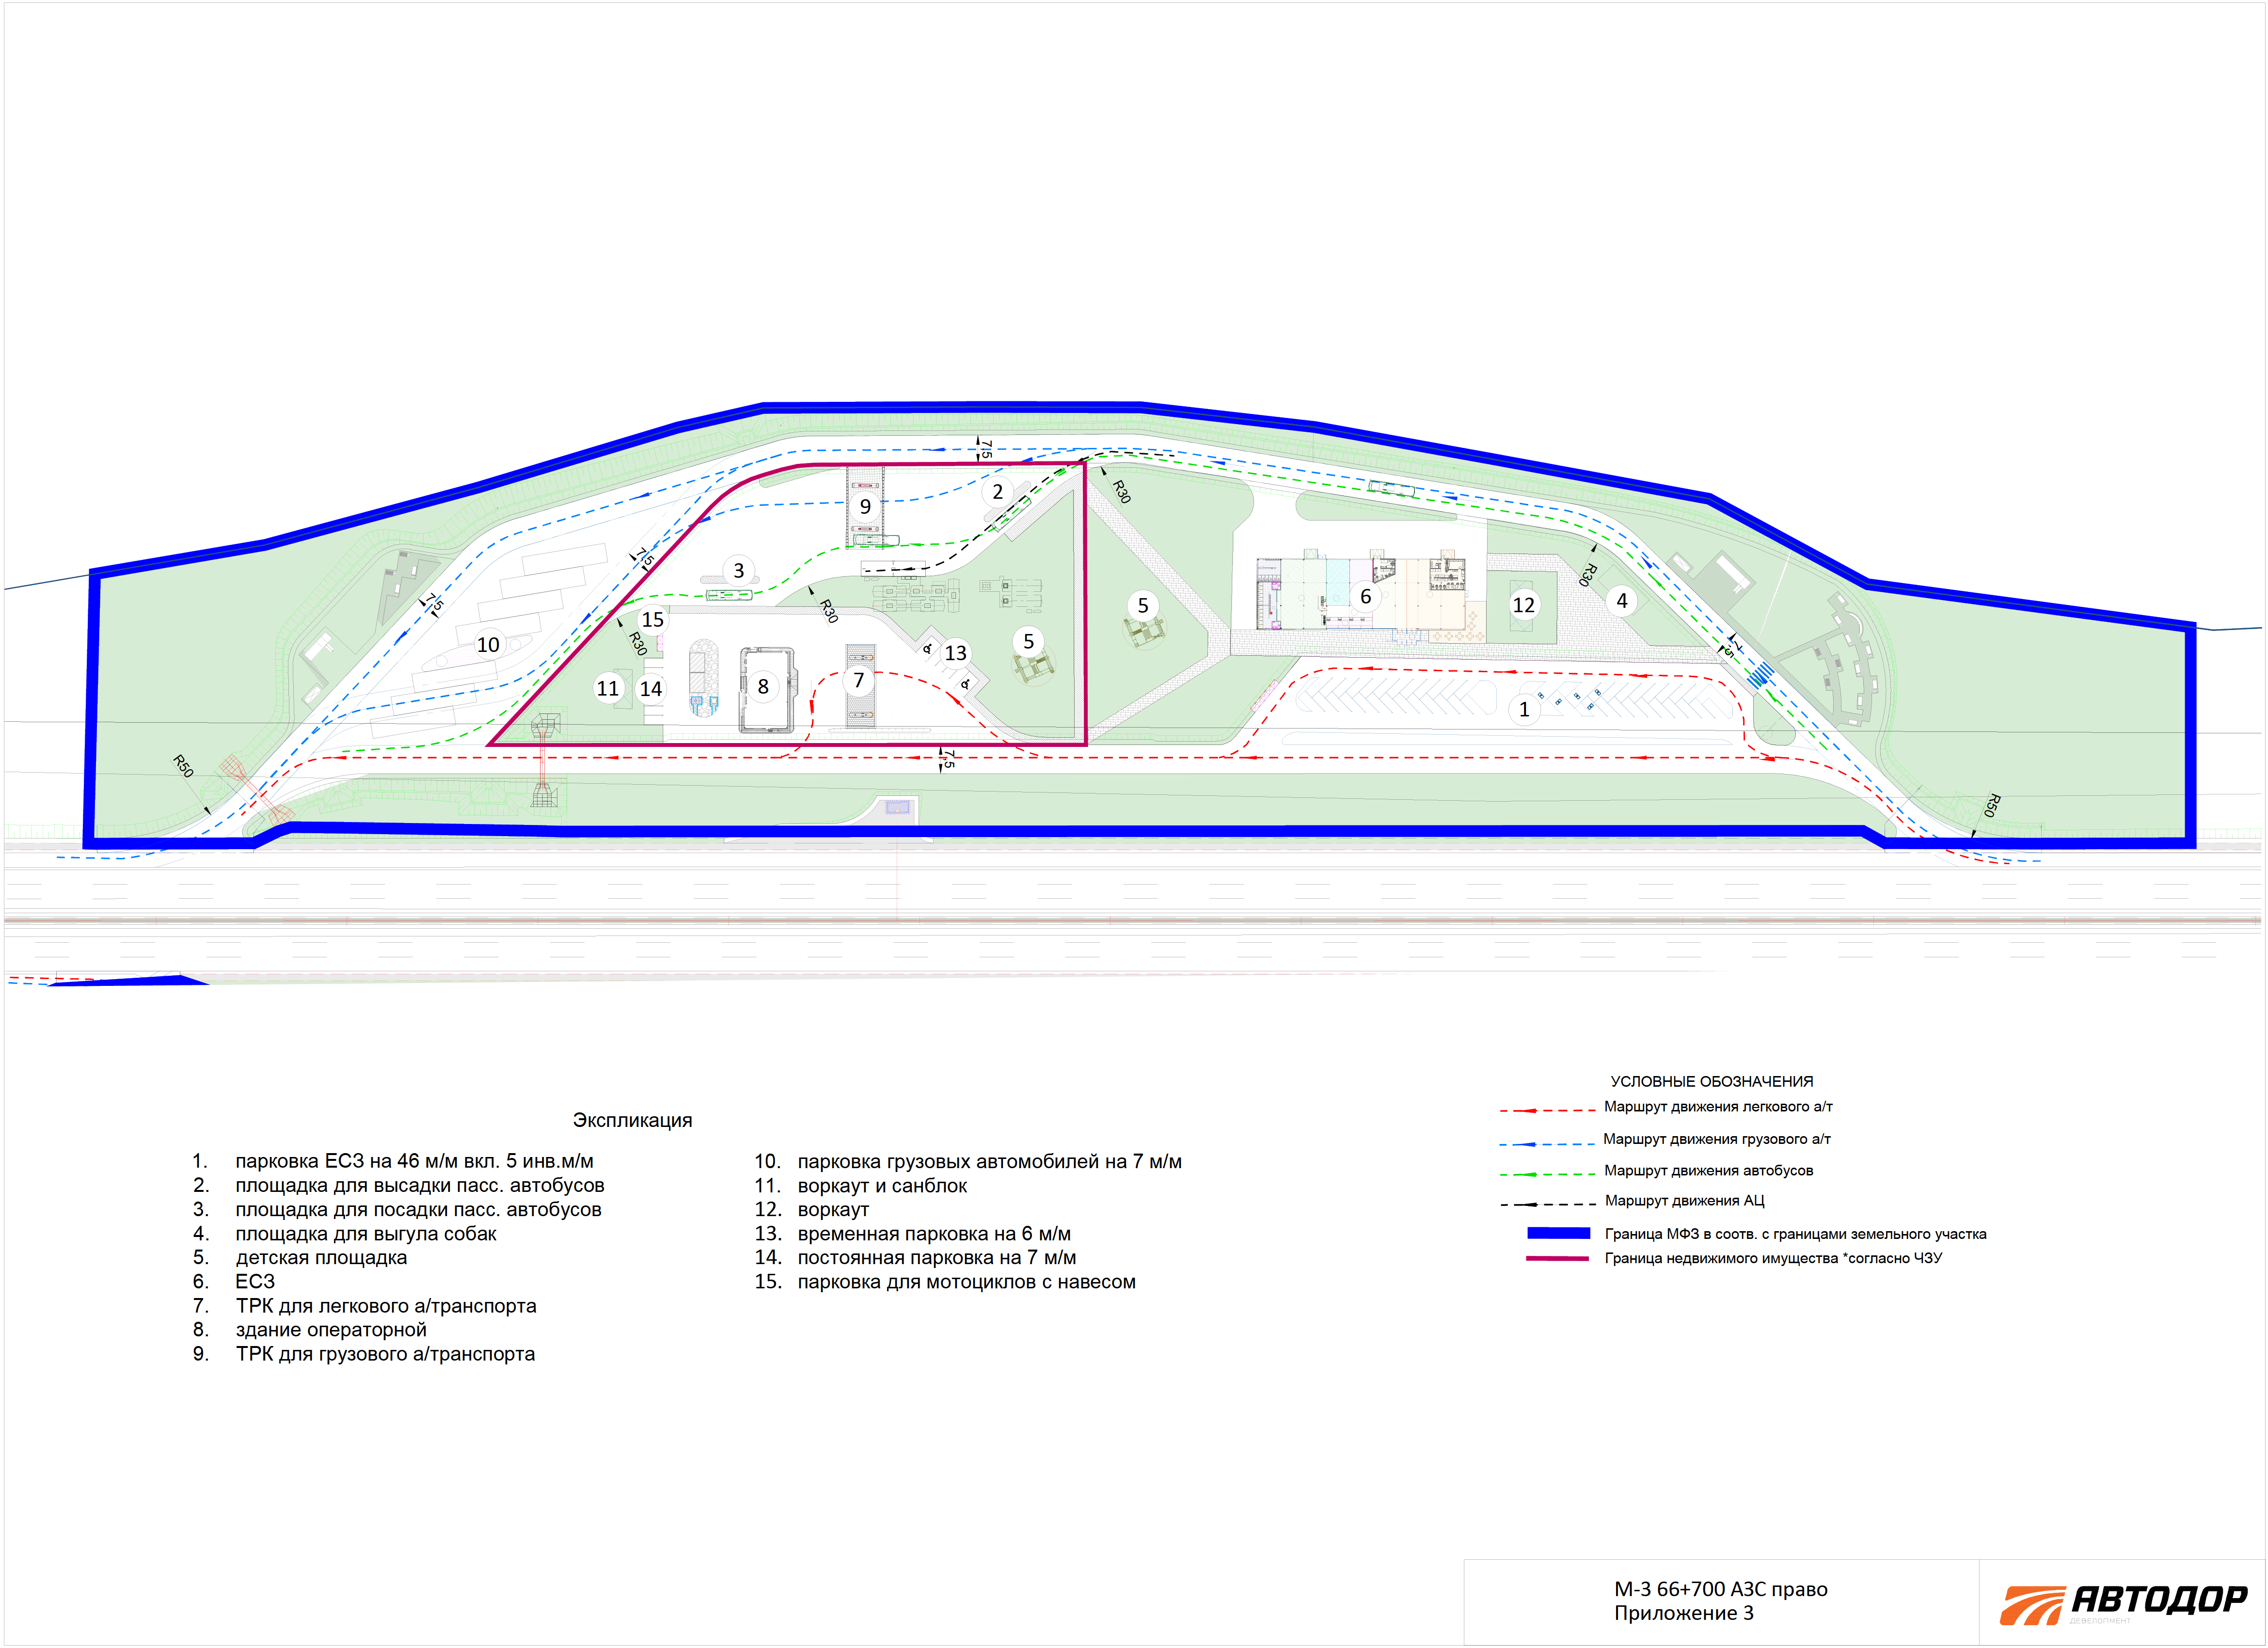 7.5
2
R30
9
7.5
3
R30
R30
7.5
15
R30
5
5
6
12
4
10
13
7.5
11
14
8
7
1
R50
7.5
R50
Экспликация
1. парковка ЕСЗ на 46 м/м вкл. 5 инв.м/м
2. площадка для высадки пасс. автобусов
3. площадка для посадки пасс. автобусов
4. площадка для выгула собак
5. детская площадка
6. ЕСЗ
7. ТРК для легкового а/транспорта
8. здание операторной
9. ТРК для грузового а/транспорта
10. парковка грузовых автомобилей на 7 м/м
11. воркаут и санблок
12. воркаут
13. временная парковка на 6 м/м
14. постоянная парковка на 7 м/м
15. парковка для мотоциклов с навесом
УСЛОВНЫЕ ОБОЗНАЧЕНИЯ
Маршрут движения легкового а/т
Маршрут движения грузового а/т
Маршрут движения автобусов
Маршрут движения АЦ
Граница МФЗ в соотв. с границами земельного участка
Граница недвижимого имущества *согласно ЧЗУ
М-3 66+700 АЗС право
Приложение 3
АВТОДОР
ДЕВЕЛОПМЕНТ